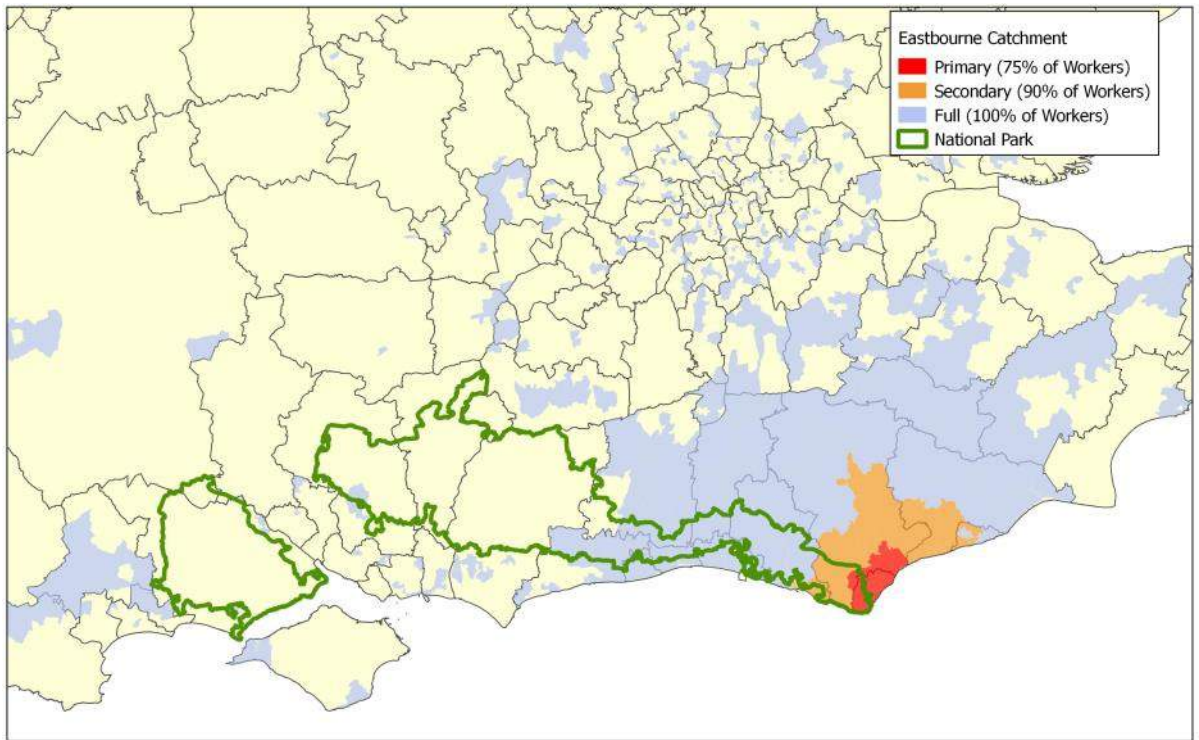 Eastbourne Catchment
Primary (75% of Workers)
Secondary (90% of Workers)
Full (100% of Workers)
National Park